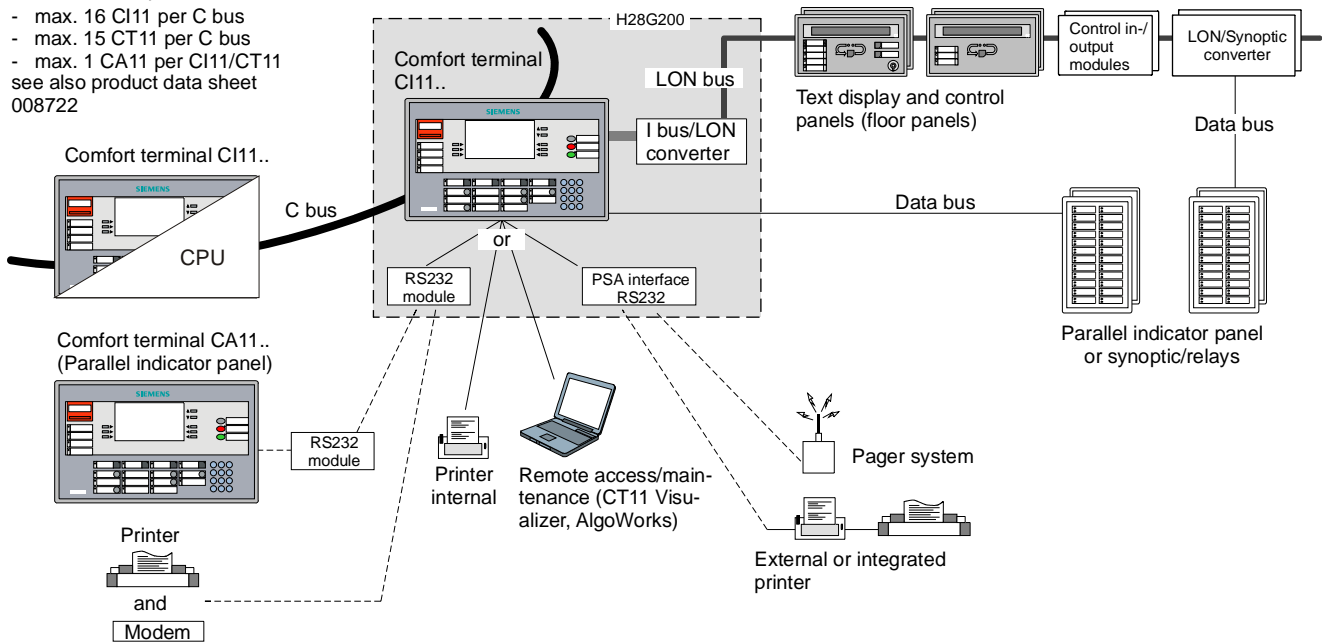 - max. 16 CI11 per C bus
- max. 15 CT11 per C bus
- max. 1 CA11 per CI11/CT11
see also product data sheet
008722
H28G200
Comfort terminal
CI11..
SIEMENS
LON bus
I bus/LON
converter
Text display and control
panels (floor panels)
Control in-/
output
modules
LON/Synoptic
converter
Data bus
Comfort terminal CI11..
SIEMENS
CPU
C bus
Data bus
or
RS232
module
PSA interface
RS232
Parallel indicator panel
or synoptic/relays
Comfort terminal CA11..
(Parallel indicator panel)
SIEMENS
RS232
module
Printer
internal
Remote access/main-
tenance (CT11 Visu-
alizer, AlgoWorks)
Pager system
External or integrated
printer
Printer
and
Modem